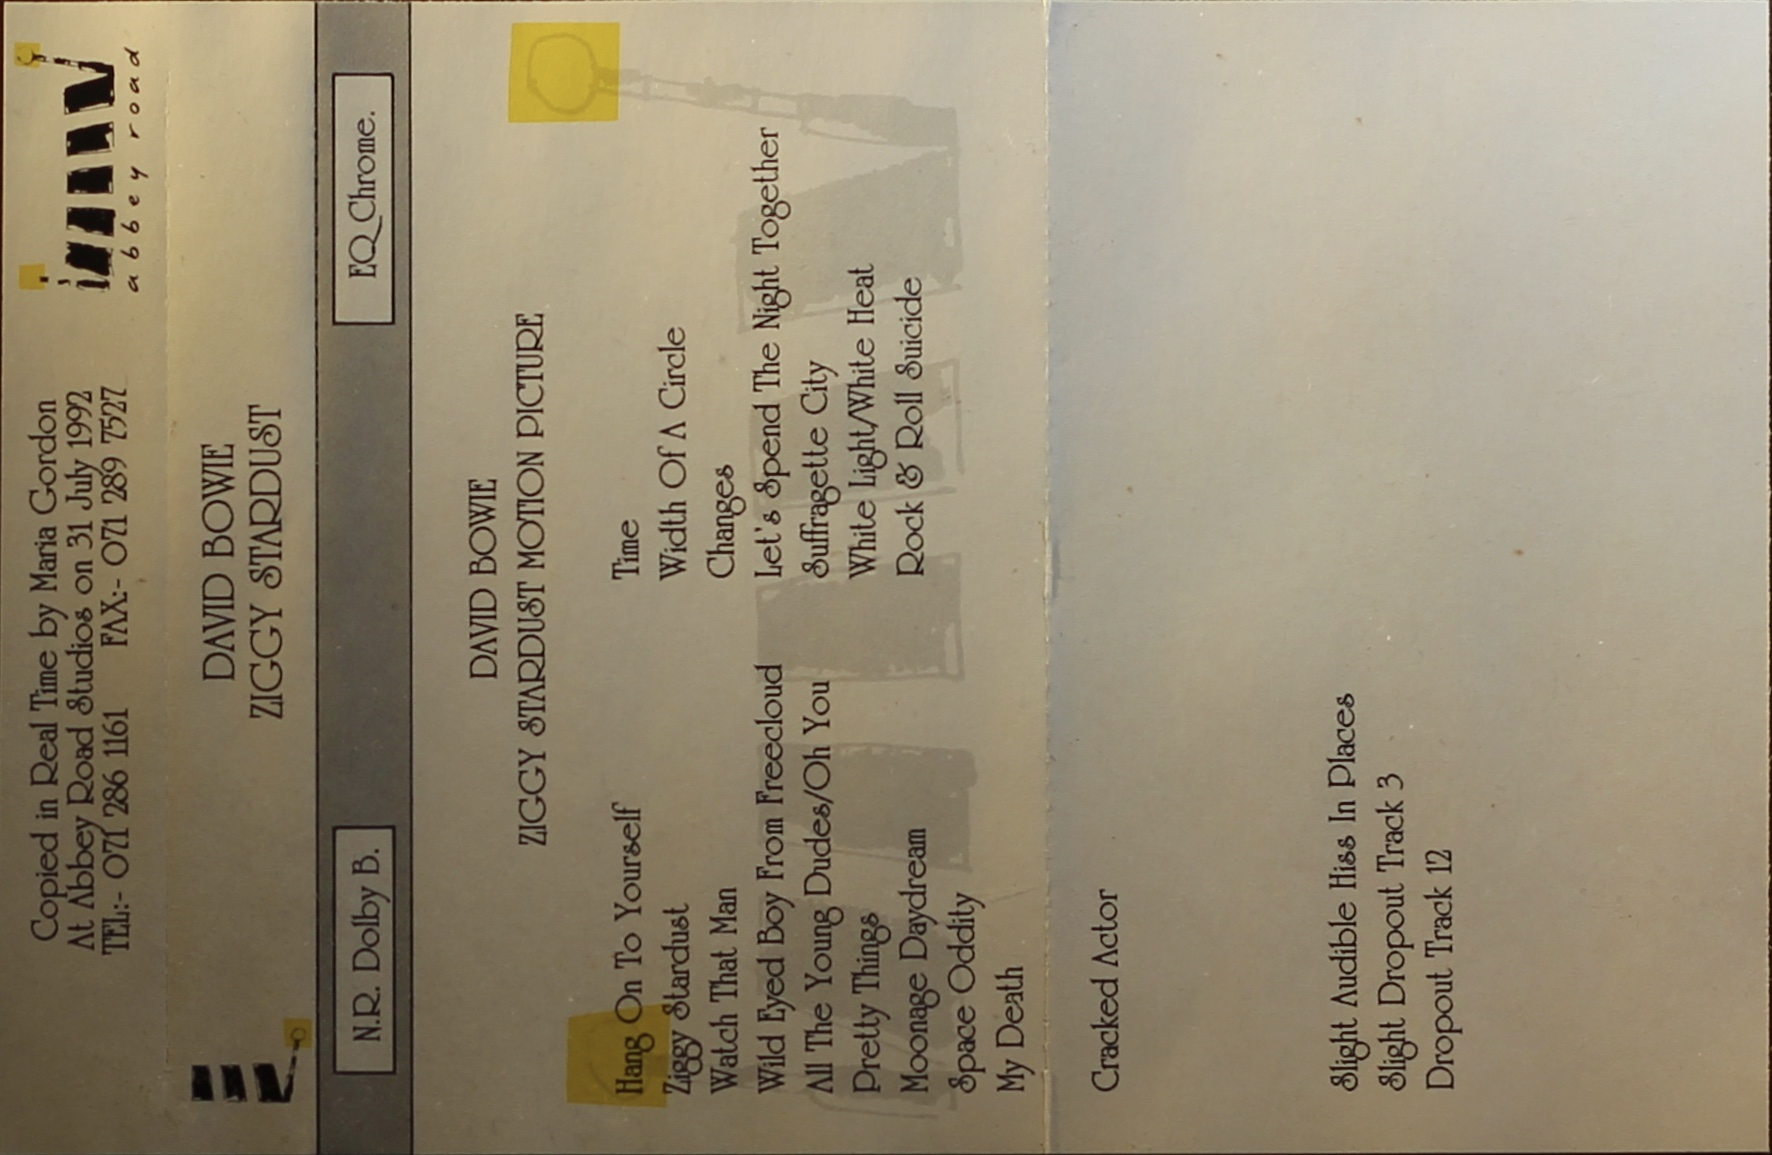 Copied in Real Time by Maria Gordon
At Abbey Road Studios on 31 July 1992
TEL:- 071 286 1161 FAX:- 071 289 7527
abbey road
DAVID BOWIE
ZIGGY STARDUST
N.R. Dolby B.
EQ Chrome.
DAVID BOWIE
ZIGGY STARDUST MOTION PICTURE
Hang On To Yourself
Ziggy Stardust
Watch That Man
Wild Eyed Boy From Freecloud
All The Young Dudes/Oh You
Pretty Things
Moonage Daydream
Space Oddity
My Death
Cracked Actor
Time
Width Of A Circle
Changes
Let's Spend The Night Together
Suffragette City
White Light/White Heat
Rock & Roll Suicide
Slight Audible Hiss In Places
Slight Dropout Track 3
Dropout Track 12